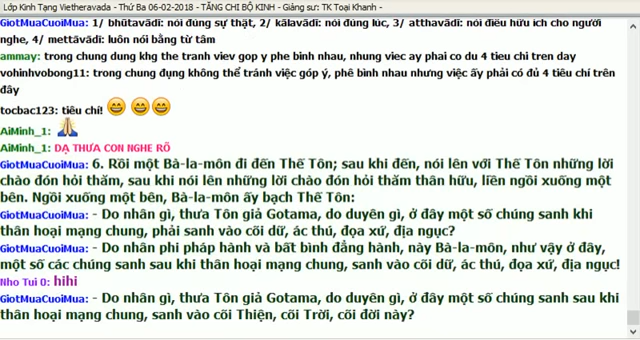 Lớp Kinh Tạng Vietheravada - Thứ Ba 06-02-2018 - TĂNG CHI BỘ KINH - Giảng sư: TK Toại Khanh -
GiotMuaCuoiMua: 1/ bhūtavādī: nói đúng sự thật, 2/ kālavādī: nói đúng lúc, 3/ atthavādī: nói điều hữu ích cho người
nghe, 4/ mettāvādī: luôn nói bằng từ tâm
ammay: trong chung dung khg the tranh viev gop y phe binh nhau, nhung viec ay phai co du 4 tieu chi tren day
vohinhvobong11: trong chung đụng không thể tránh việc góp ý, phê bình nhau nhưng việc ấy phải có đủ 4 tiêu chí trên
đây
tocbac123: tiêu chí!
AiMinh_1:
AiMinh_1: DẠ THƯA CON NGHE RÕ
GiotMuaCuoiMua: 6. Rồi một Bà-la-môn đi đến Thế Tôn; sau khi đến, nói lên với Thế Tôn những lời
chào đón hỏi thăm, sau khi nói lên những lời chào đón hỏi thăm thân hữu, liền ngồi xuống một
bên. Ngồi xuống một bên, Bà-la-môn ấy bạch Thế Tôn:
GiotMuaCuoiMua: - Do nhân gì, thưa Tôn giả Gotama, do duyên gì, ở đây một số chúng sanh khi
thân hoại mạng chung, phải sanh vào cõi dữ, ác thú, đọa xứ, địa ngục?
GiotMuaCuoiMua: - Do nhân phi pháp hành và bất bình đẳng hành, này Bà-la-môn, như vậy ở đây,
một số các chúng sanh sau khi thân hoại mạng chung, sanh vào cõi dữ, ác thú, đọa xứ, địa ngục!
Nho Tui 0: hihi
GiotMuaCuoiMua: - Do nhân gì, thưa Tôn giả Gotama, do duyên gì, ở đây một số chúng sanh sau khi
thân hoại mạng chung, sanh vào cõi Thiện, cõi Trời, cõi đời này?